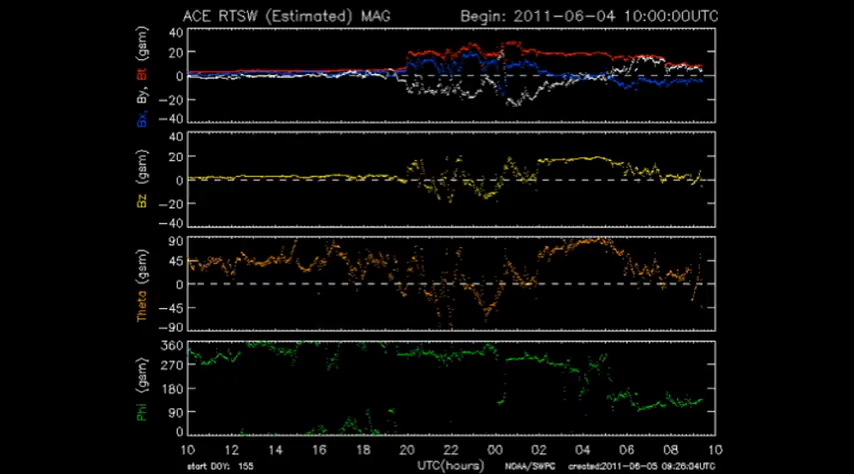 ACE RTSW (Estimated) MAG Begin: 2011-06-04 10:00:00UTC
Bx, By, Bt (gsm)
40
20
0
−20
−40
Bz (gsm)
40
20
0
−20
−40
Theta (gsm)
90
45
0
−45
−90
Phi (gsm)
360
270
180
90
0
10 12 14 16 18 20 22 00 02 04 06 08 10
start DOY: 155 UTC(hours) NOAA/SWPC created:2011-06-05 09:26:04UTC